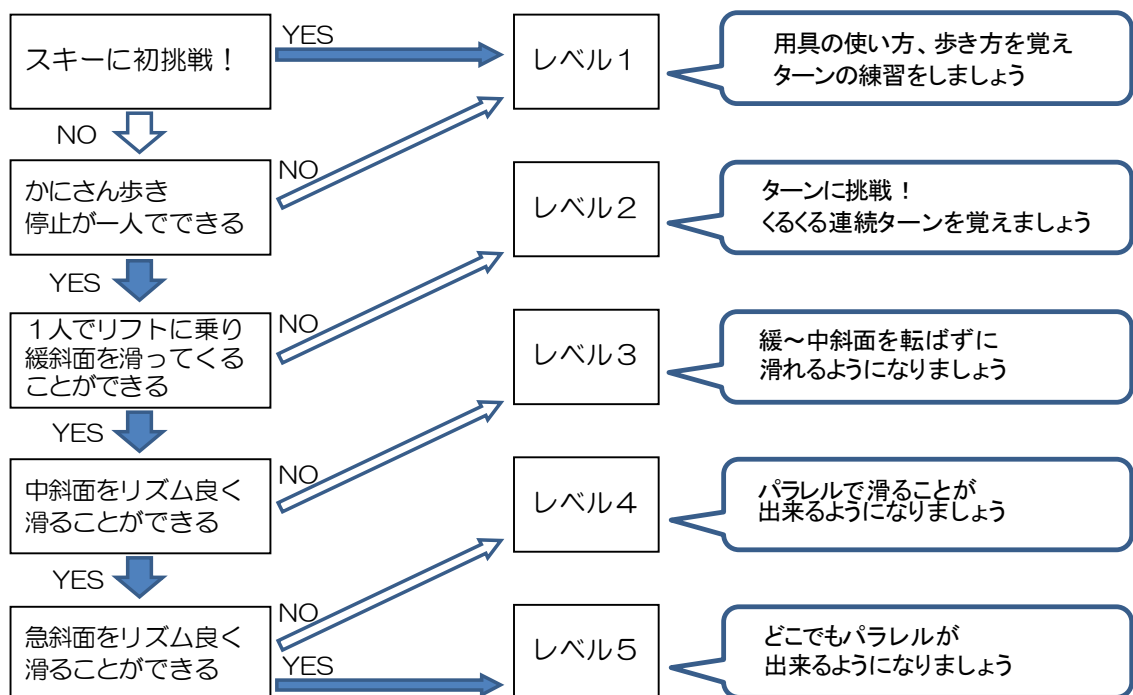 スキーに初挑戦！
YES
レベル１
用具の使い方、歩き方を覚え
ターンの練習をしましょう
NO
かにさん歩き
停止が一人でできる
NO
レベル２
ターンに挑戦！
くるくる連続ターンを覚えましょう
YES
１人でリフトに乗り
緩斜面を滑ってくる
ことができる
NO
レベル３
緩～中斜面を転ばずに
滑れるようになりましょう
YES
中斜面をリズム良く
滑ることができる
NO
レベル４
パラレルで滑ることが
出来るようになりましょう
YES
急斜面をリズム良く
滑ることができる
NO
YES
レベル５
どこでもパラレルが
出来るようになりましょう